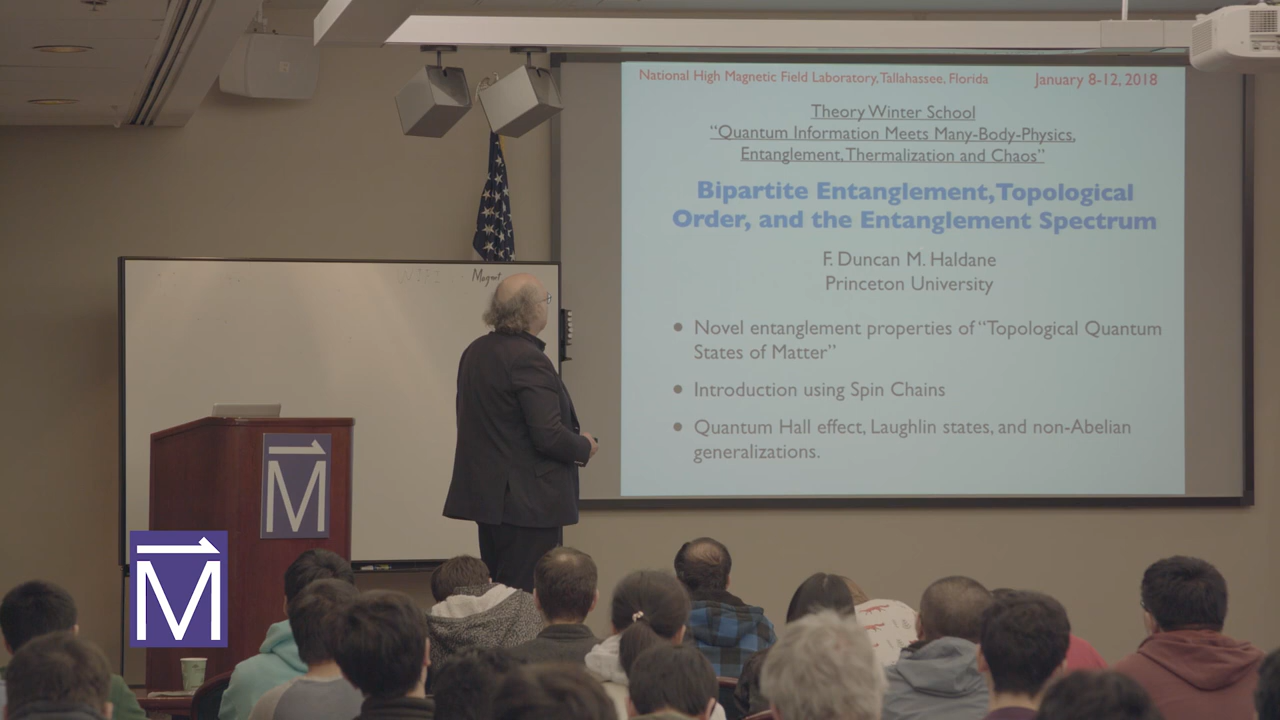 National High Magnetic Field Laboratory, Tallahassee, Florida January 8-12, 2018
Theory Winter School
“Quantum Information Meets Many-Body-Physics,
Entanglement, Thermalization and Chaos”
Bipartite Entanglement, Topological
Order, and the Entanglement Spectrum
F. Duncan M. Haldane
Princeton University
• Novel entanglement properties of “Topological Quantum
States of Matter”
• Introduction using Spin Chains
• Quantum Hall effect, Laughlin states, and non-Abelian
generalizations.
Magnet
M
M